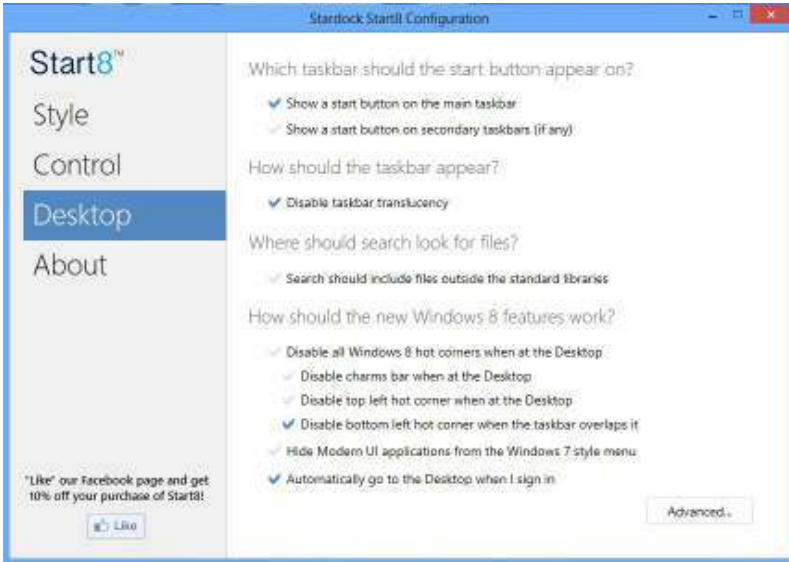 Stardock Start8 Configuration
Start8™
Style
Control
Desktop
About
"Like" our Facebook page and get
10% off your purchase of Start8!
Like
Which taskbar should the start button appear on?
Show a start button on the main taskbar
Show a start button on secondary taskbars (if any)
How should the taskbar appear?
Disable taskbar translucency
Where should search look for files?
Search should include files outside the standard libraries
How should the new Windows 8 features work?
Disable all Windows 8 hot corners when at the Desktop
Disable charms bar when at the Desktop
Disable top left hot corner when at the Desktop
Disable bottom left hot corner when the taskbar overlaps it
Hide Modern UI applications from the Windows 7 style menu
Automatically go to the Desktop when I sign in
Advanced...